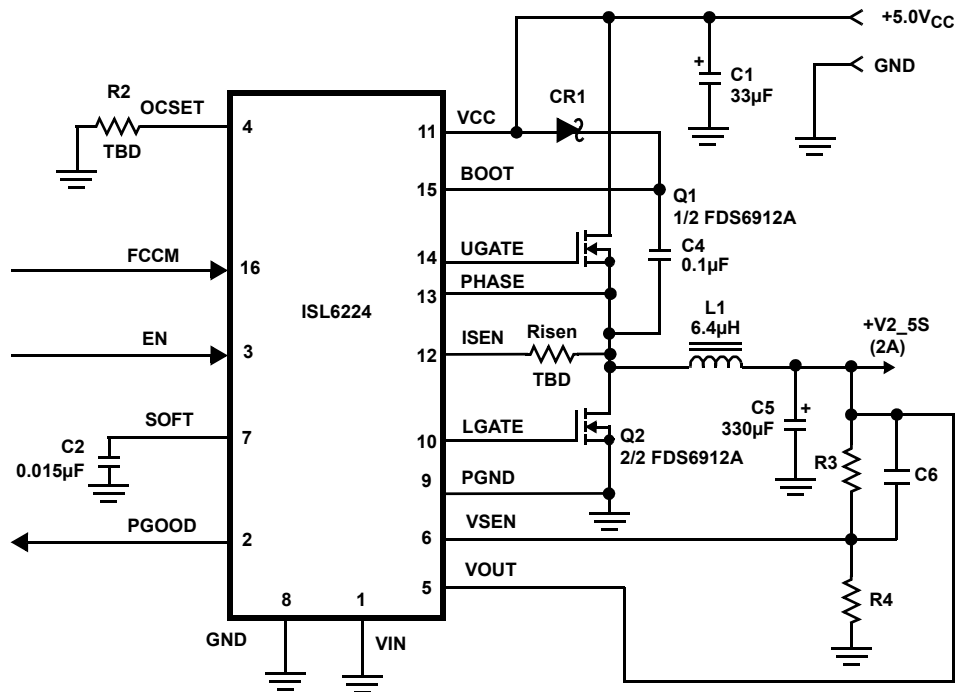 +5.0VCC
GND
C1
33µF
+
R2
OCSET
TBD
4
CR1
VCC
11
BOOT
15
Q1
1/2 FDS6912A
C4
0.1µF
UGATE
14
PHASE
13
FCCM
16
ISL6224
L1
6.4µH
+V2_5S
(2A)
ISEN
12
Risen
TBD
EN
3
SOFT
7
C2
0.015µF
LGATE
10
Q2
2/2 FDS6912A
C5
330µF
+
R3
C6
PGND
9
PGOOD
2
VSEN
6
VOUT
5
R4
8
1
GND
VIN